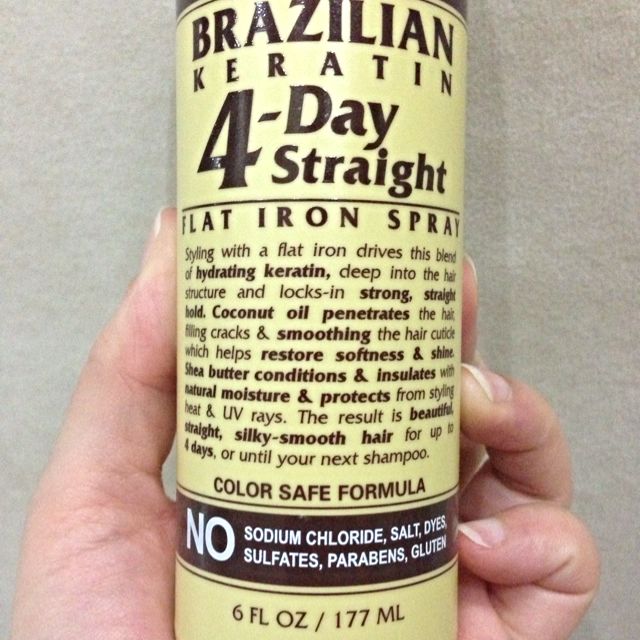 BRAZILIAN
KERATIN
4-Day
Straight
FLAT IRON SPRAY
Styling with a flat iron drives this blend
of hydrating keratin, deep into the hair
structure and locks-in strong, straight
hold. Coconut oil penetrates the hair,
filling cracks & smoothing the hair cuticle
which helps restore softness & shine.
Shea butter conditions & insulates with
natural moisture & protects from styling
heat & UV rays. The result is beautiful,
straight, silky-smooth hair for up to
4 days, or until your next shampoo.
COLOR SAFE FORMULA
NO SODIUM CHLORIDE, SALT, DYES,
SULFATES, PARABENS, GLUTEN
6 FL OZ / 177 ML